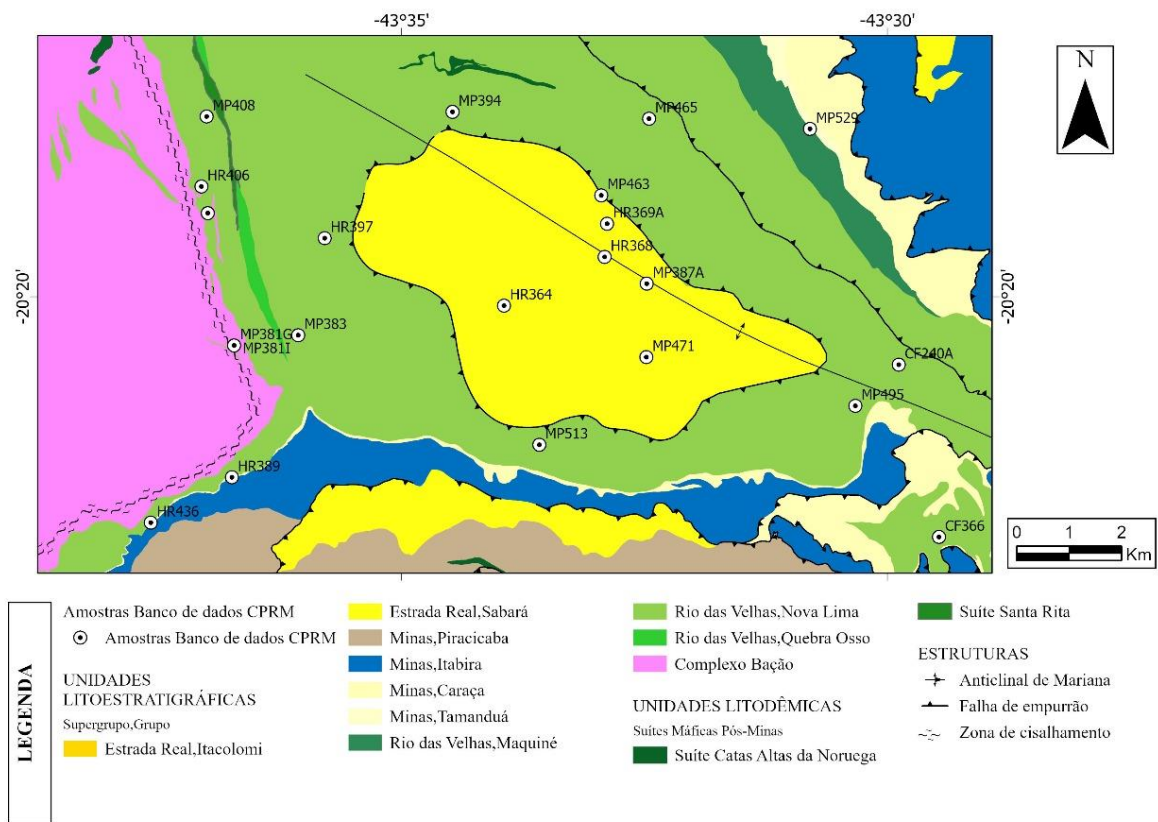 -43°35'
-43°30'
N
MP408
MP394
MP465
MP529
HR406
MP463
HR369A
HR397
HR368
MP387A
-20°20'
-20°20'
HR364
MP381G
MP383
MP381I
MP471
CF240A
MP495
MP513
HR389
HR436
CF366
0 1 2
Km
LEGENDA
Amostras Banco de dados CPRM
Amostras Banco de dados CPRM
UNIDADES
LITOESTRATIGRÁFICAS
Supergrupo,Grupo
Estrada Real,Itacolomi
Estrada Real,Sabará
Minas,Piracicaba
Minas,Itabira
Minas,Caraça
Minas,Tamanduá
Rio das Velhas,Maquiné
Rio das Velhas,Nova Lima
Rio das Velhas,Quebra Osso
Complexo Bação
UNIDADES LITODÊMICAS
Suítes Máficas Pós-Minas
Suíte Catas Altas da Noruega
Suíte Santa Rita
ESTRUTURAS
Anticlinal de Mariana
Falha de empurrão
Zona de cisalhamento